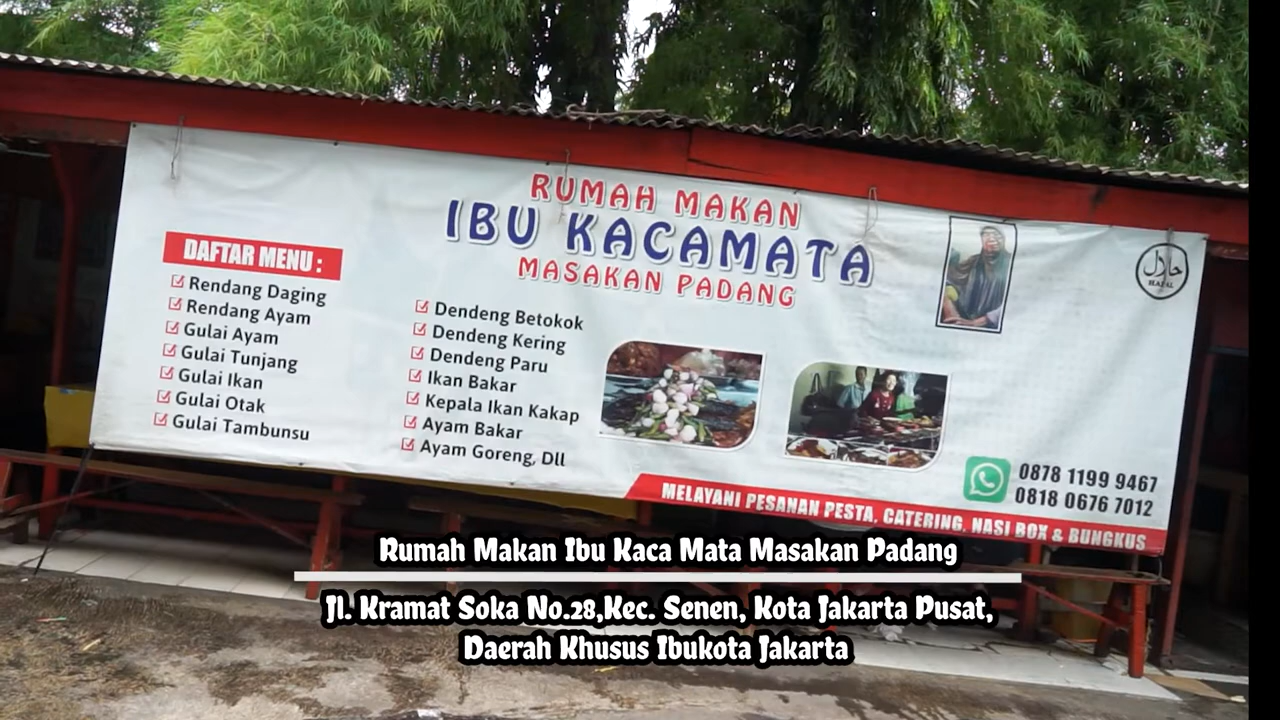 RUMAH MAKAN
IBU KACAMATA
MASAKAN PADANG
DAFTAR MENU :
Rendang Daging
Rendang Ayam
Gulai Ayam
Gulai Tunjang
Gulai Ikan
Gulai Otak
Gulai Tambunsu
Dendeng Betokok
Dendeng Kering
Dendeng Paru
Ikan Bakar
Kepala Ikan Kakap
Ayam Bakar
Ayam Goreng, Dll
حلال
HALAL
0878 1199 9467
0818 0676 7012
MELAYANI PESANAN PESTA, CATERING, NASI BOX & BUNGKUS
Rumah Makan Ibu Kaca Mata Masakan Padang
Jl. Kramat Soka No.28,Kec. Senen, Kota Jakarta Pusat,
Daerah Khusus Ibukota Jakarta